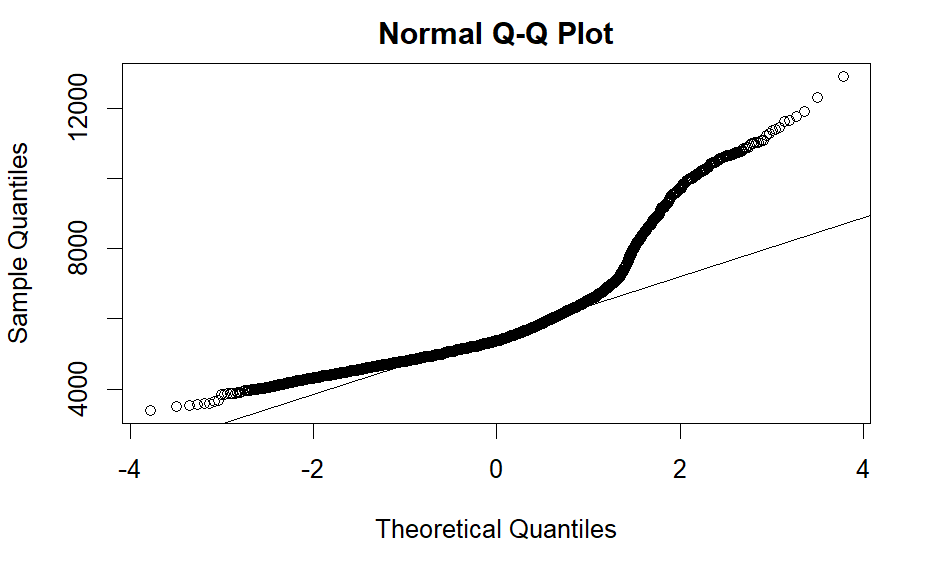 Normal Q-Q Plot
12000
8000
4000
Sample Quantiles
-4 -2 0 2 4
Theoretical Quantiles